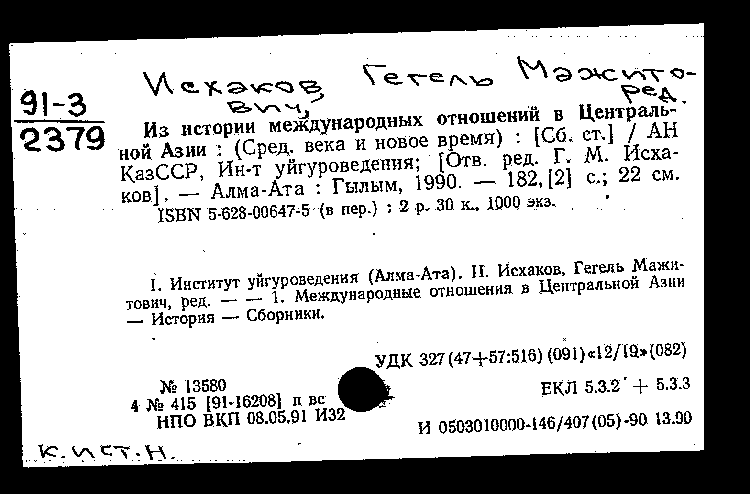 Исхаков, Гегель Мажито-
вич, ред.
91-3
2379
Из истории международных отношений в Централь-
ной Азии : (Сред. века и новое время) : [Сб. ст.] / АН
КазССР, Ин-т уйгуроведения; [Отв. ред. Г. М. Исха-
ков]. — Алма-Ата : Гылым, 1990. — 182, [2] с.; 22 см.
ISBN 5-628-00647-5 (в пер.) : 2 р. 30 к., 1000 экз.
I. Институт уйгуроведения (Алма-Ата). II. Исхаков, Гегель Мажи-
тович, ред. — — 1. Международные отношения в Центральной Азии
— История — Сборники.
УДК 327(47+57:516)(091)«12/19»(082)
№ 13580
4 № 415 [91-16208] п вс
ЕКЛ 5.3.2 + 5.3.3
НПО ВКП 08.05.91 И32
И 0503010000-146/407(05)-90 13.00
К.ИСТ.Н.